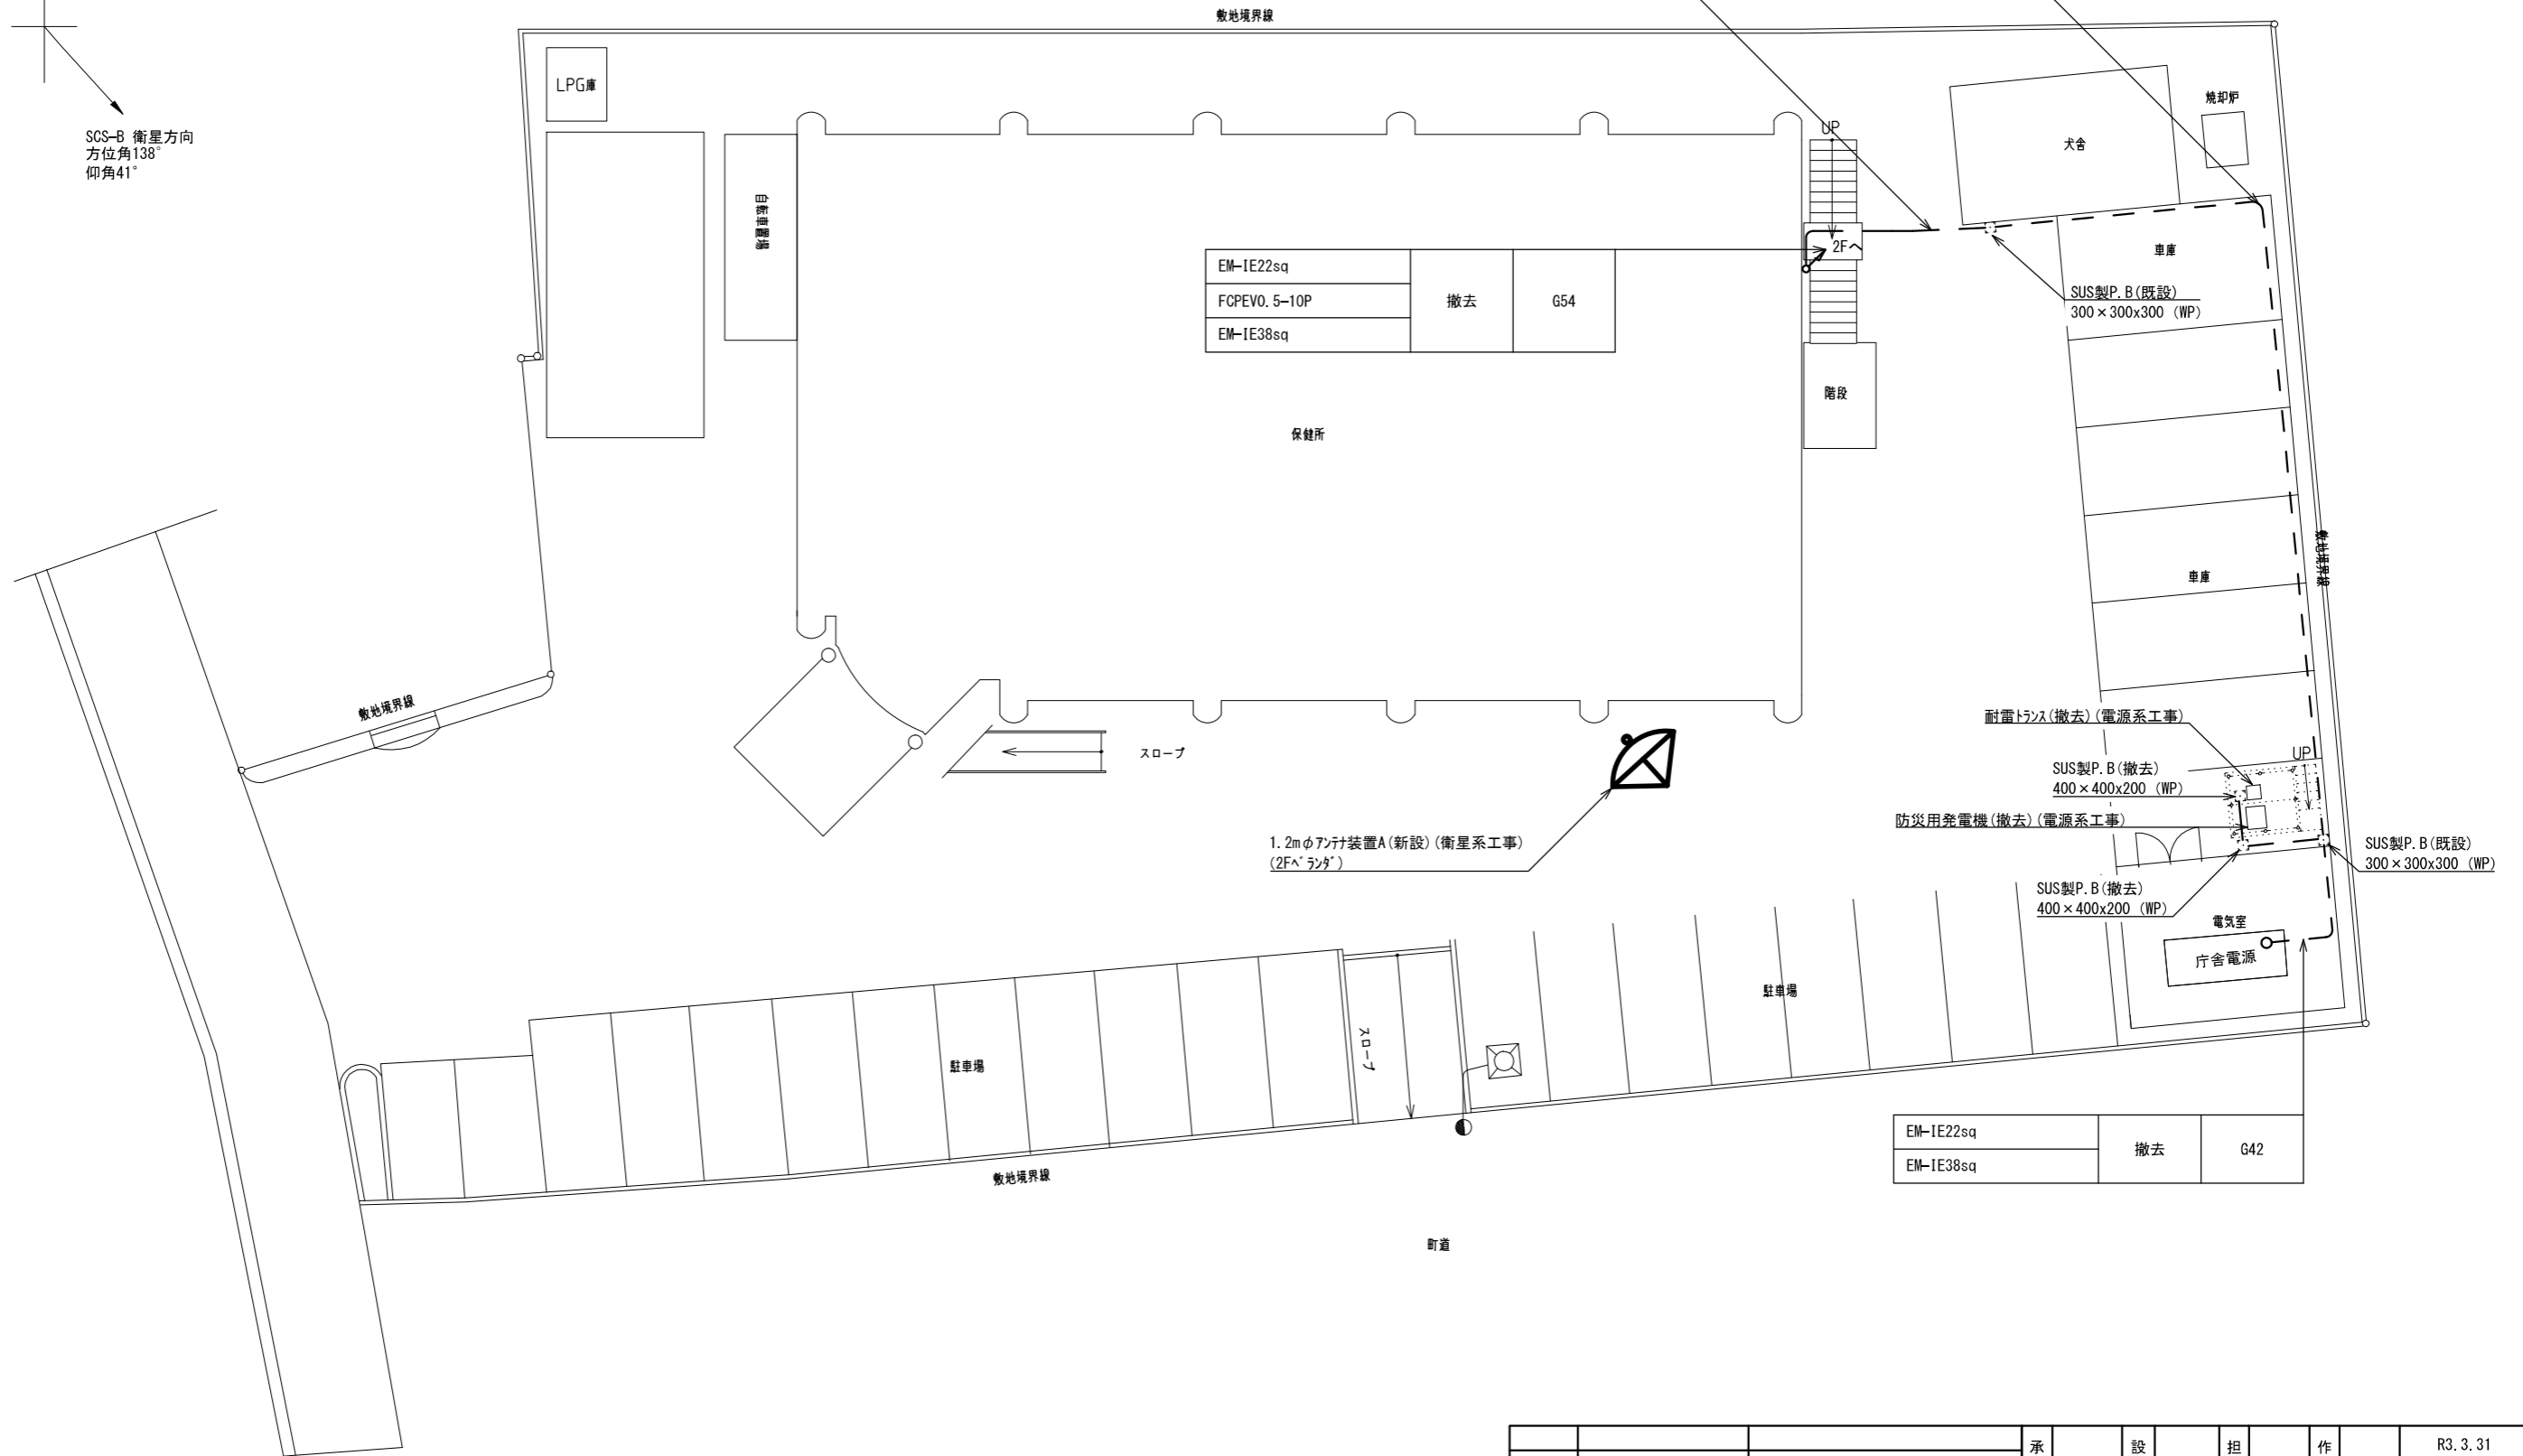 敷地境界線
LPG庫
SCS-B 衛星方向
方位角138°
仰角41°
自転車置場
UP
2Fへ
犬舎
焼却炉
車庫
SUS製P.B(既設)
300×300x300 (WP)
EM-IE22sq
FCPEV0.5-10P
EM-IE38sq
撤去
G54
階段
保健所
敷地境界線
車庫
敷地境界線
スロープ
耐雷トランス(撤去)(電源系工事)
UP
SUS製P.B(撤去)
400×400x200 (WP)
防災用発電機(撤去)(電源系工事)
1.2mφアンテナ装置A(新設)(衛星系工事)
(2Fベランダ)
SUS製P.B(既設)
300×300x300 (WP)
SUS製P.B(撤去)
400×400x200 (WP)
電気室
庁舎電源
駐車場
スロープ
駐車場
EM-IE22sq
EM-IE38sq
撤去
G42
敷地境界線
町道
承
設
担
作
R3.3.31